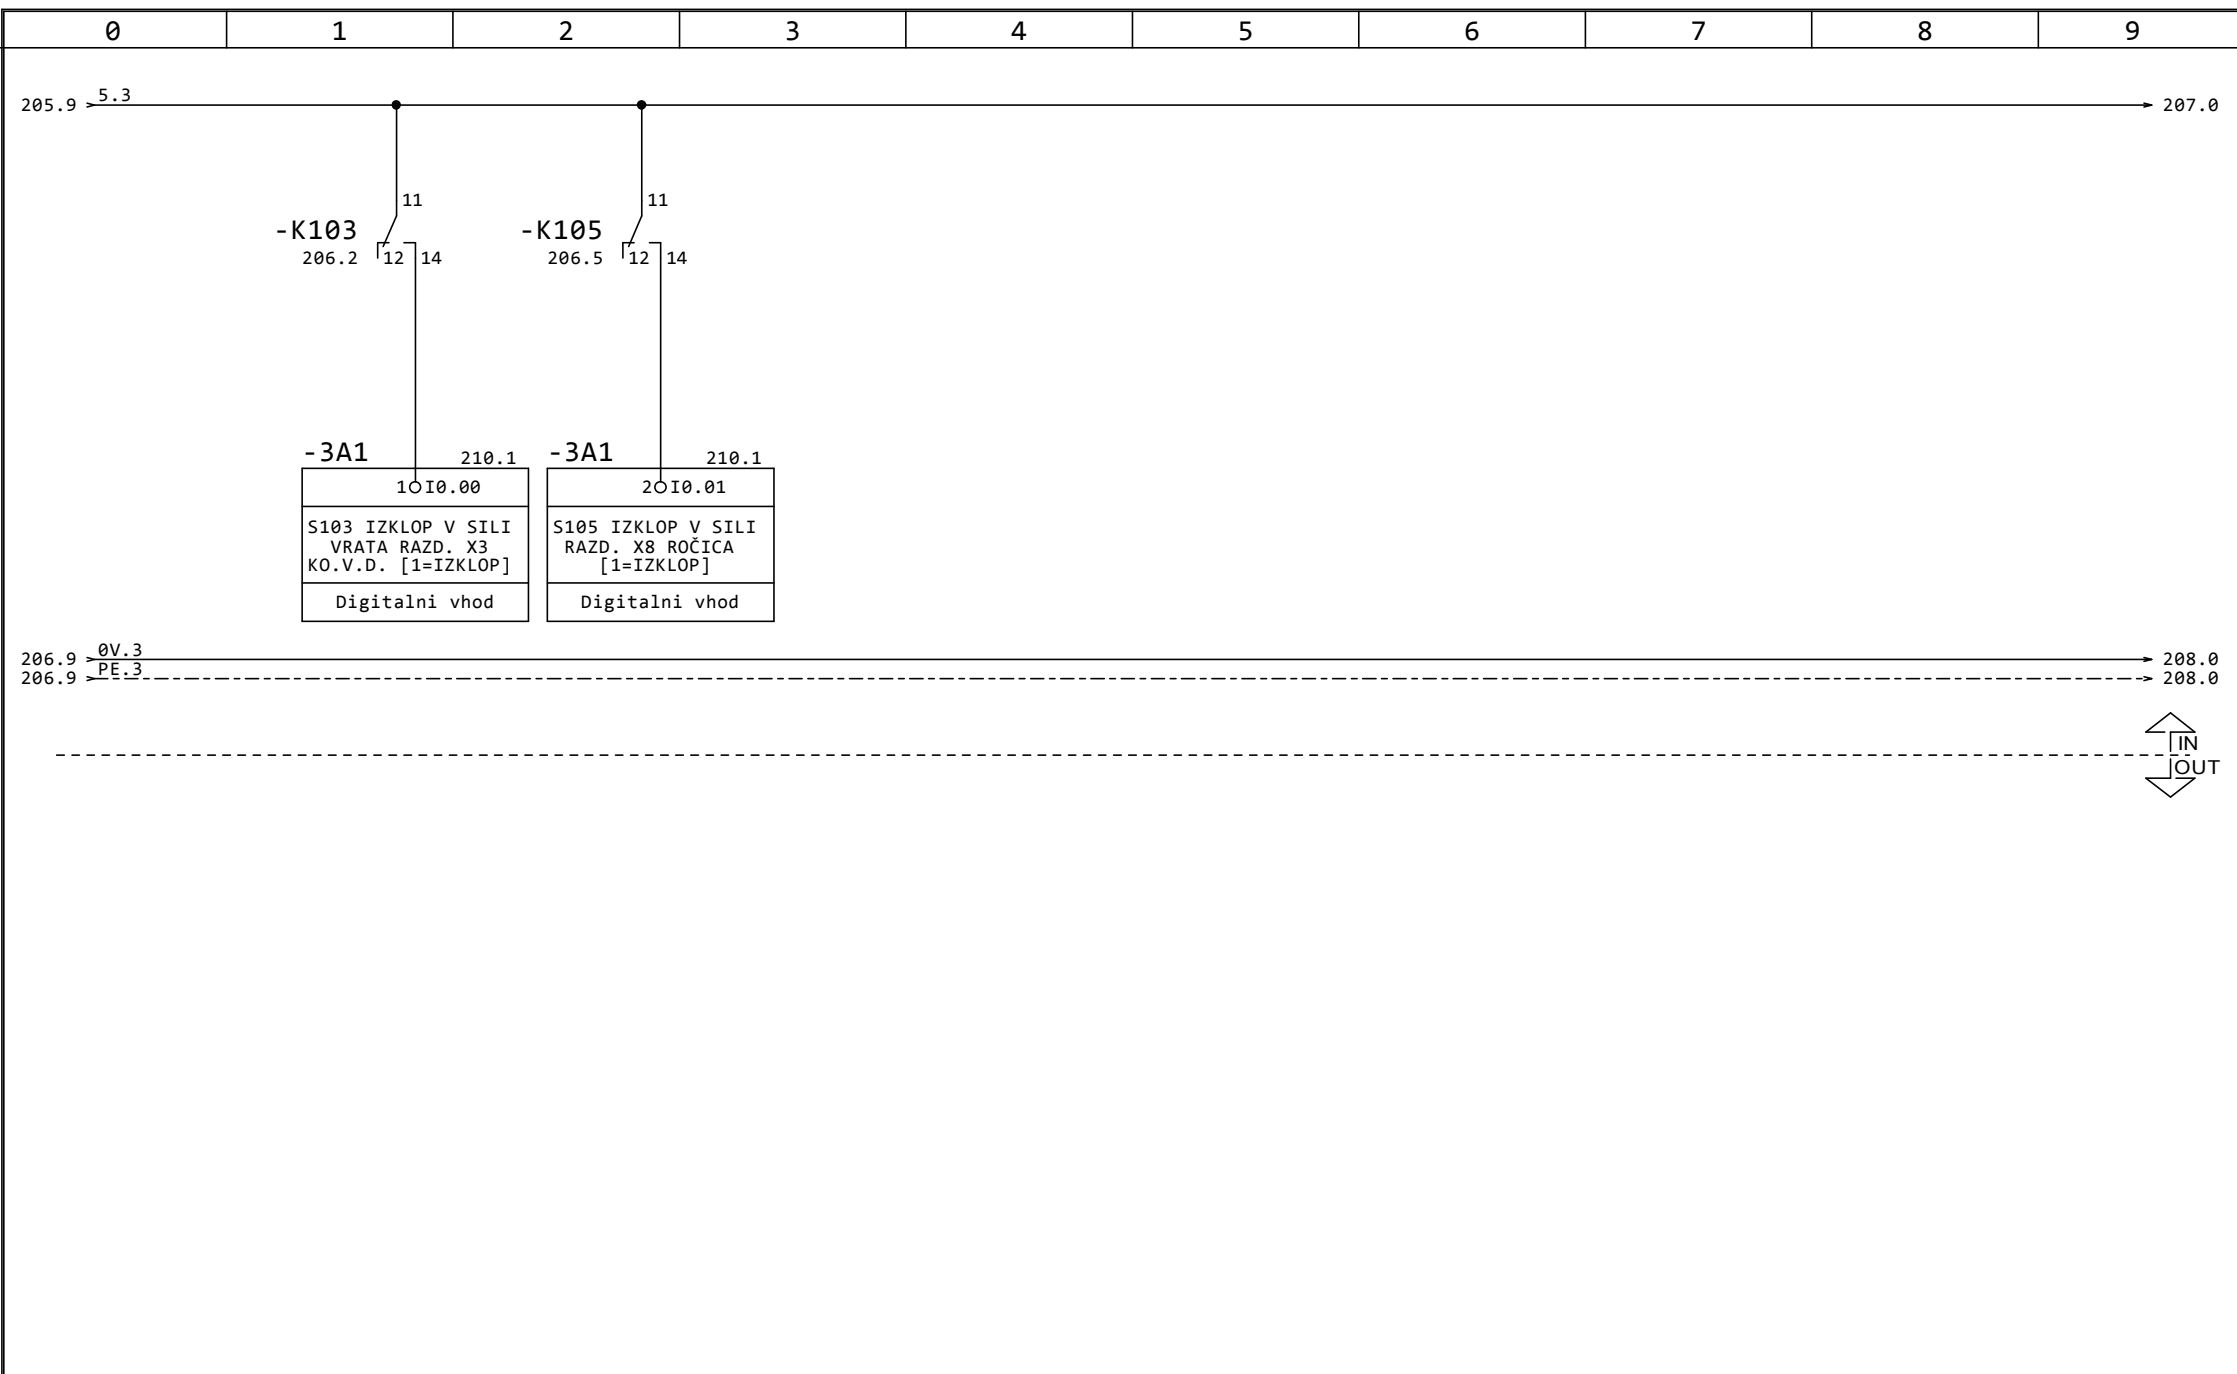 0 1 2 3 4 5 6 7 8 9
5.3
205.9 207.0
11 11
-K103 -K105
206.2 12 14 206.5 12 14
-3A1 210.1 -3A1 210.1
1 I0.00 2 I0.01
S103 IZKLOP V SILI S105 IZKLOP V SILI
VRATA RAZD. X3 RAZD. X8 ROČICA
KO.V.D. [1=IZKLOP] [1=IZKLOP]
Digitalni vhod Digitalni vhod
0V.3
206.9 208.0
PE.3
206.9 208.0
IN
OUT